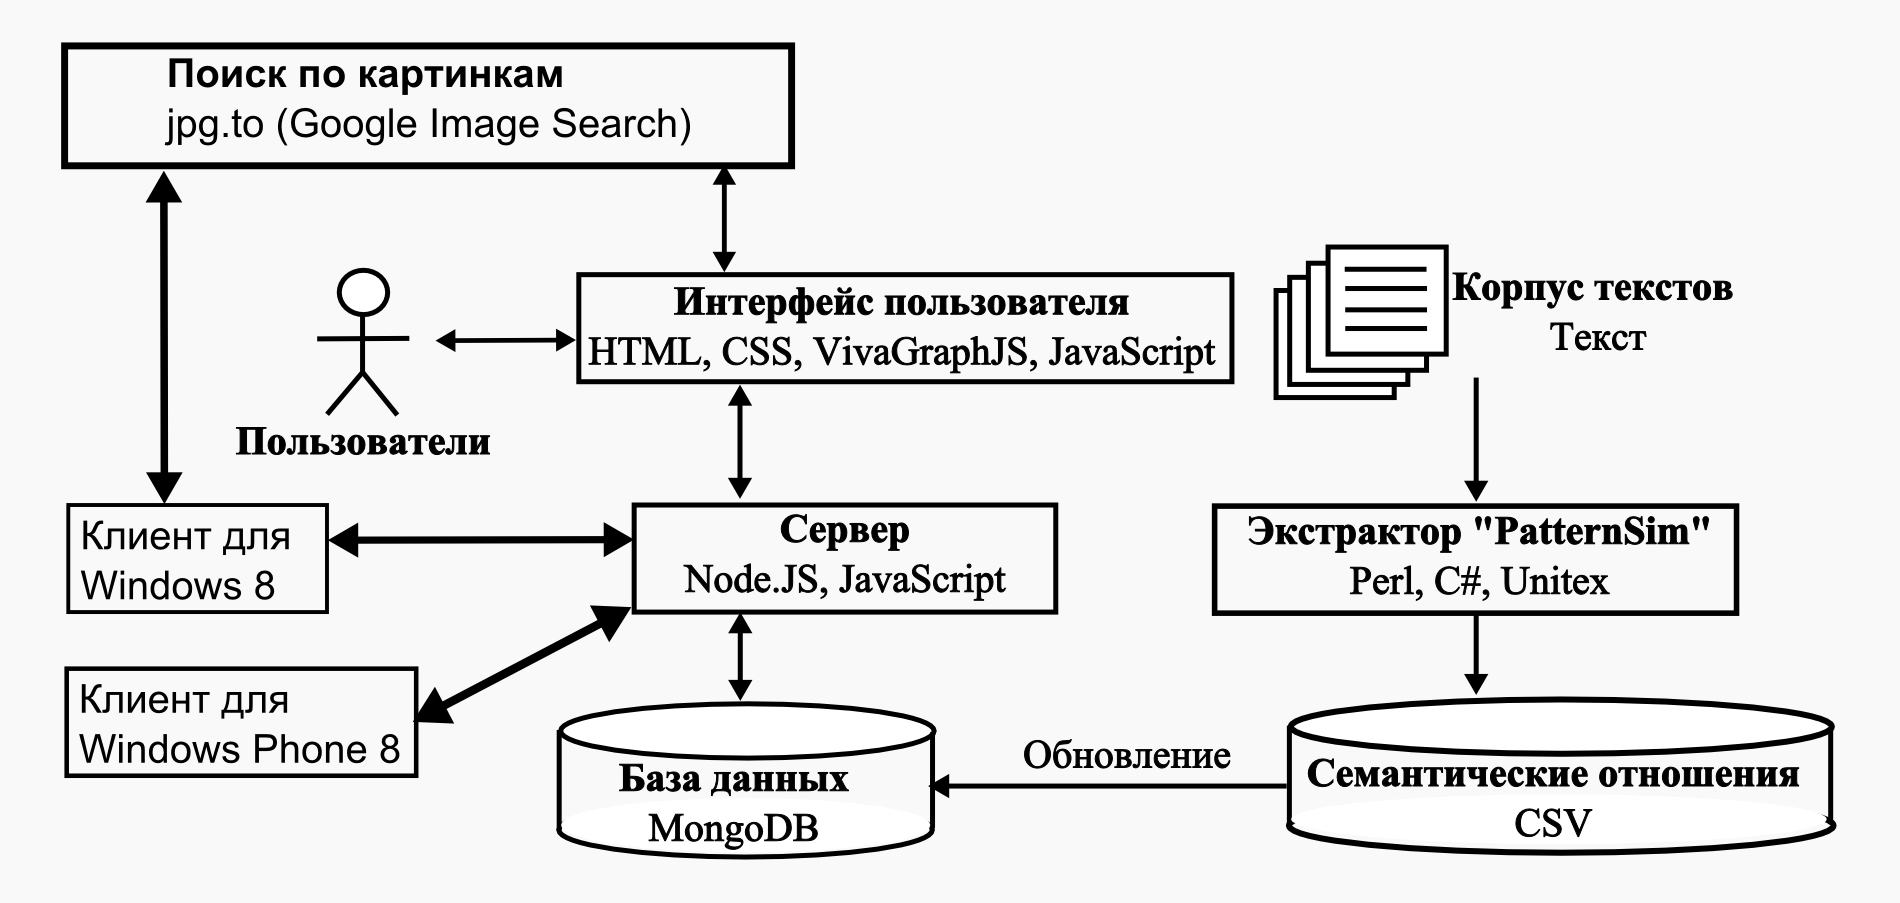 Поиск по картинкам
jpg.to (Google Image Search)
Интерфейс пользователя
HTML, CSS, VivaGraphJS, JavaScript
Корпус текстов
Текст
Пользователи
Клиент для
Windows 8
Сервер
Node.JS, JavaScript
Экстрактор "PatternSim"
Perl, C#, Unitex
Клиент для
Windows Phone 8
База данных
MongoDB
Обновление
Семантические отношения
CSV